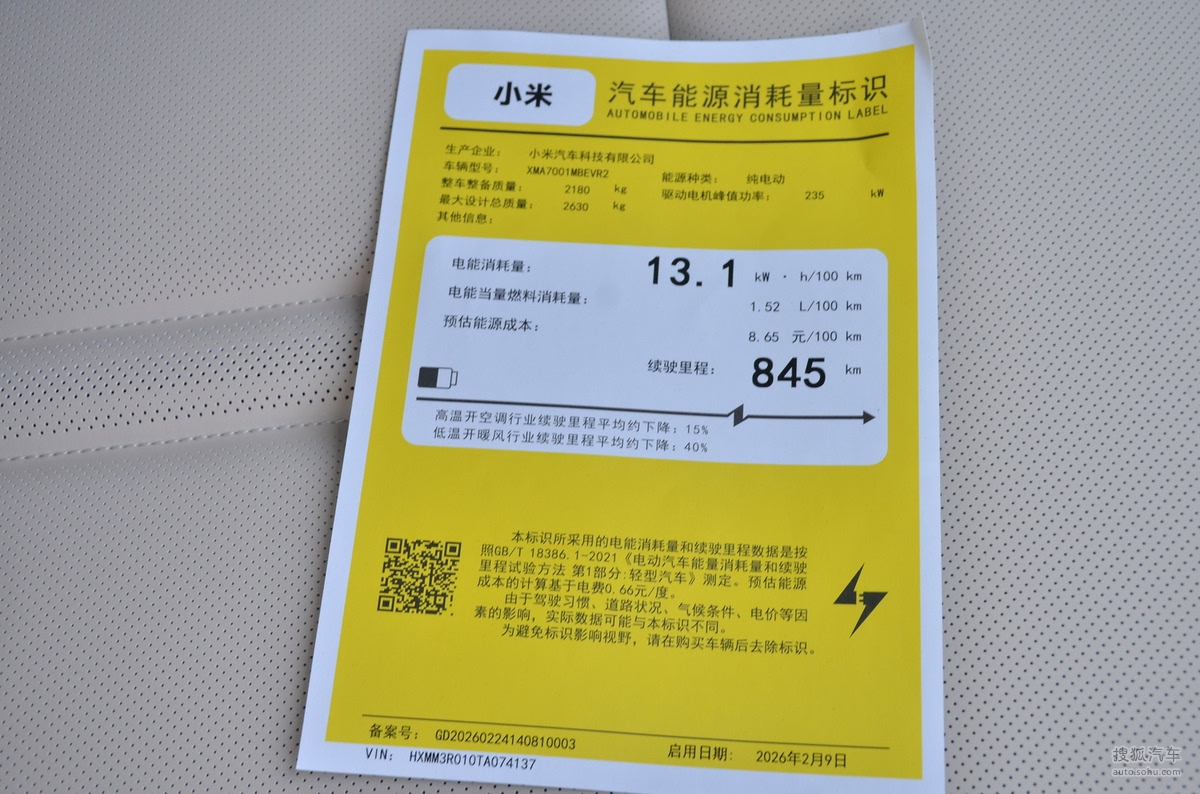 小米
汽车能源消耗量标识
AUTOMOBILE ENERGY CONSUMPTION LABEL
生产企业： 小米汽车科技有限公司
车辆型号： XMA7001MBEVR2 能源种类： 纯电动
整车整备质量： 2180 kg 驱动电机峰值功率： 235 kW
最大设计总质量： 2630 kg
其他信息：
电能消耗量： 13.1 kW · h/100 km
电能当量燃料消耗量： 1.52 L/100 km
预估能源成本： 8.65 元/100 km
续驶里程： 845 km
高温开空调行业续驶里程平均约下降：15%
低温开暖风行业续驶里程平均约下降：40%
本标识所采用的电能消耗量和续驶里程数据是按
照GB/T 18386.1-2021《电动汽车能量消耗量和续驶
里程试验方法 第1部分:轻型汽车》测定。预估能源
成本的计算基于电费0.66元/度。
由于驾驶习惯、道路状况、气候条件、电价等因
素的影响，实际数据可能与本标识不同。
为避免标识影响视野，请在购买车辆后去除标识。
备案号： GD20260224140810003 启用日期: 2026年2月9日
VIN： HXMM3R010TA074137
搜狐汽车
auto.sohu.com